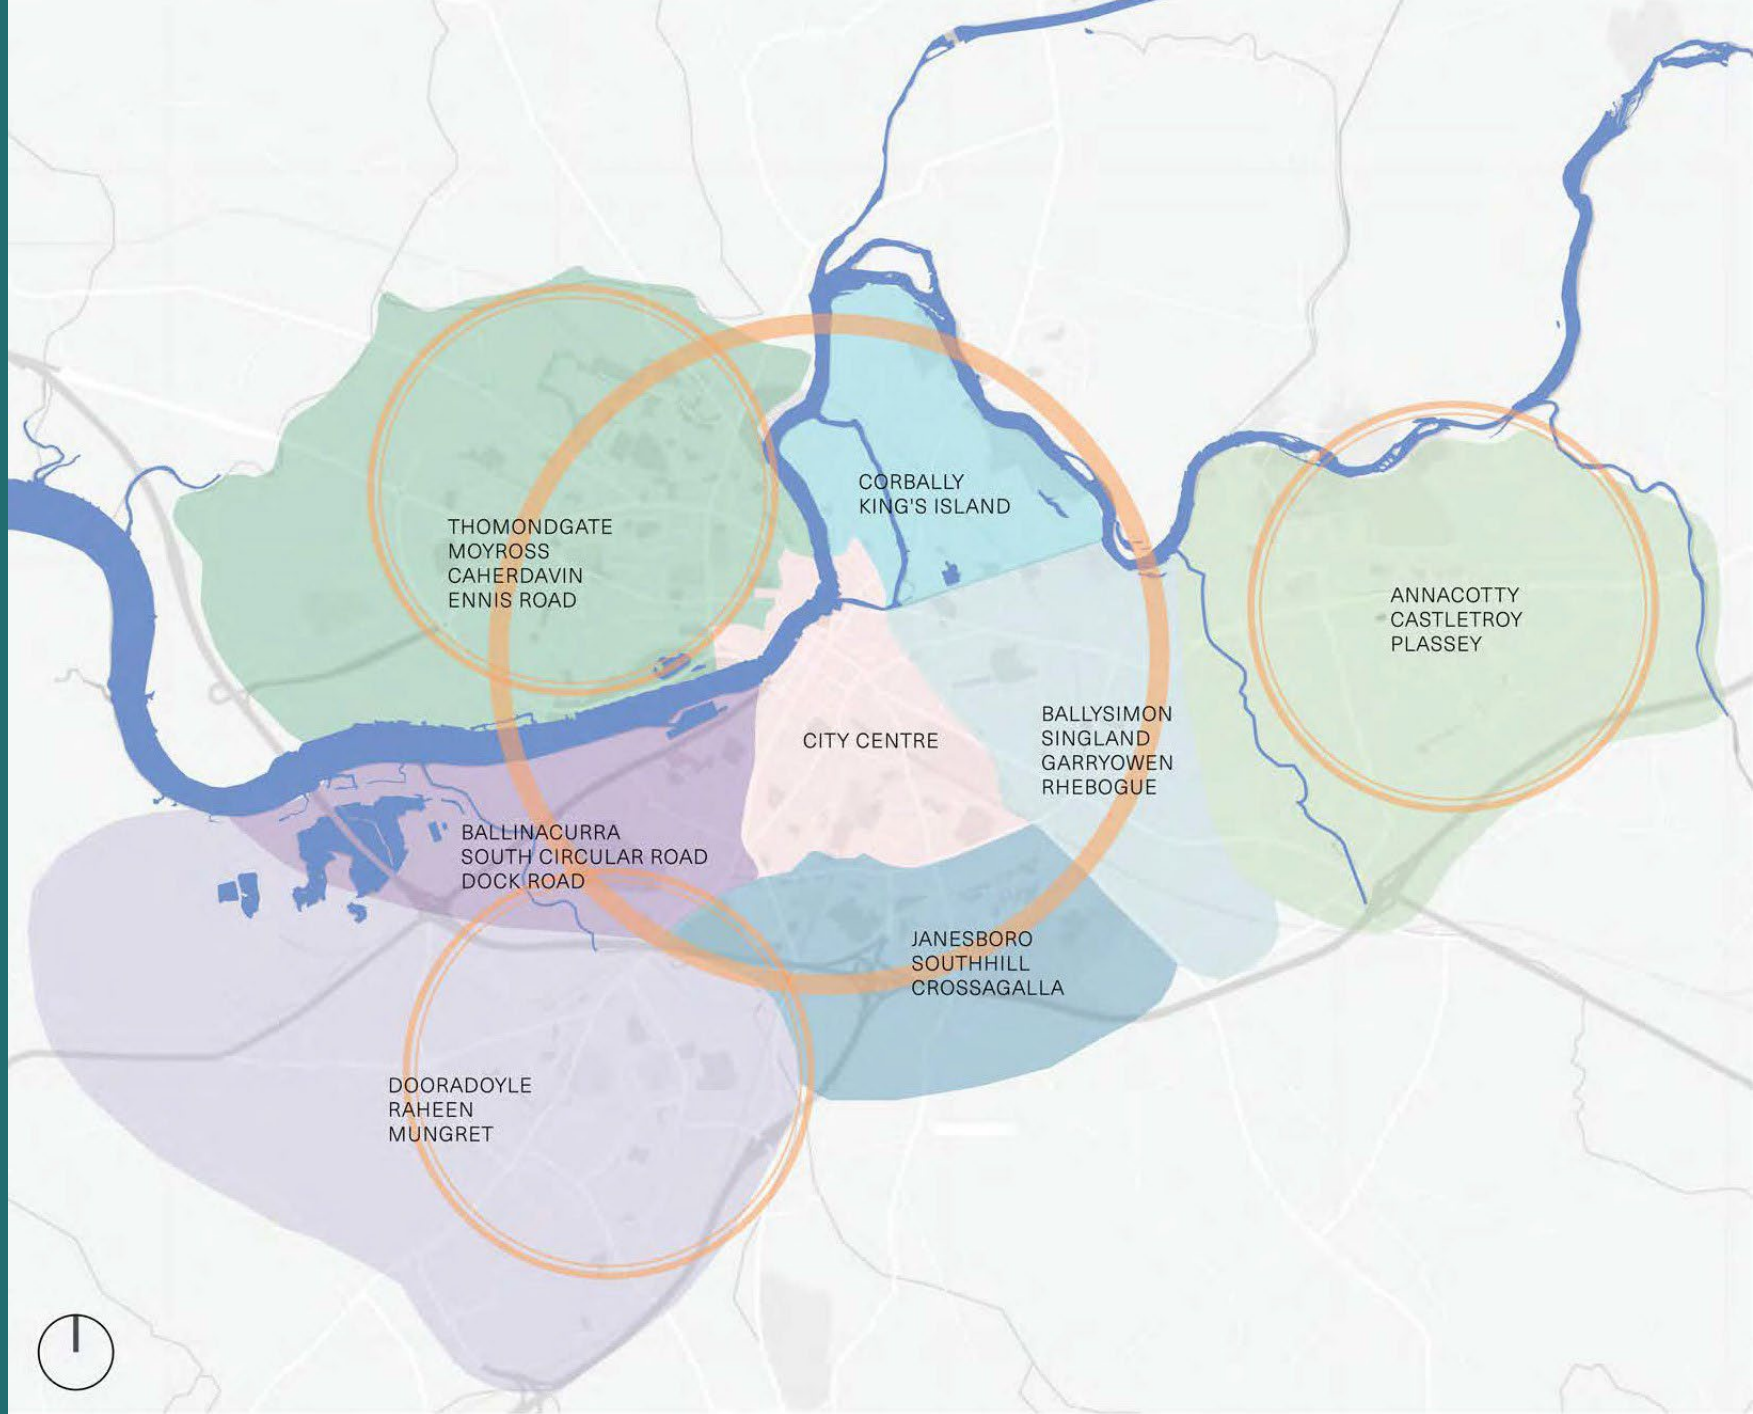 CORBALLY
KING'S ISLAND
THOMONDGATE
MOYROSS
CAHERDAVIN
ENNIS ROAD
ANNACOTTY
CASTLETROY
PLASSEY
CITY CENTRE
BALLYSIMON
SINGLAND
GARRYOWEN
RHEBOGUE
BALLINACURRA
SOUTH CIRCULAR ROAD
DOCK ROAD
JANESBORO
SOUTHHILL
CROSSAGALLA
DOORADOYLE
RAHEEN
MUNGRET